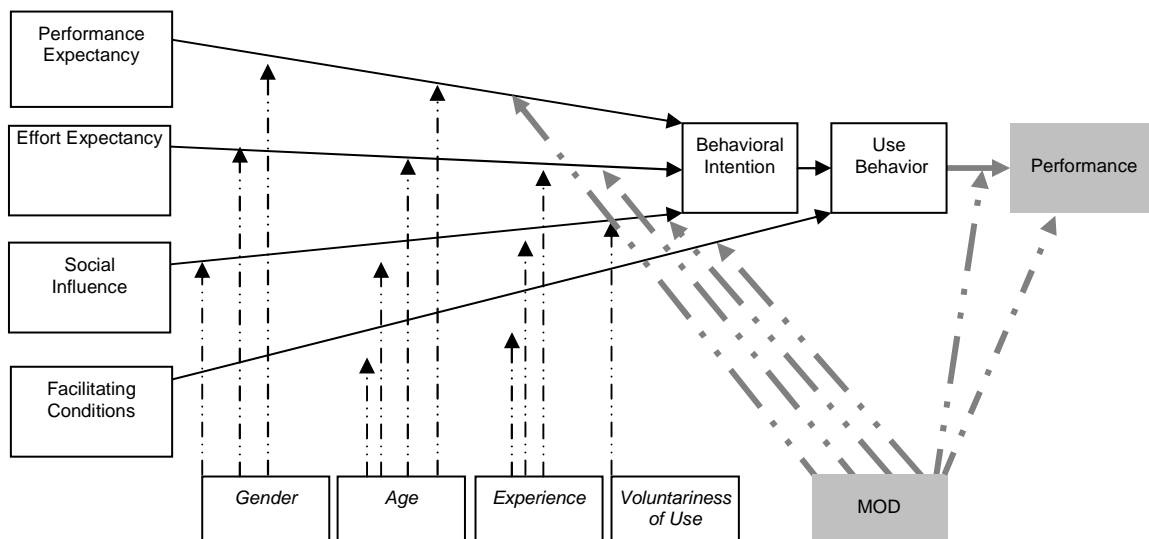 Performance
Expectancy
Effort Expectancy
Social
Influence
Facilitating
Conditions
Behavioral
Intention
Use
Behavior
Performance
Gender
Age
Experience
Voluntariness
of Use
MOD